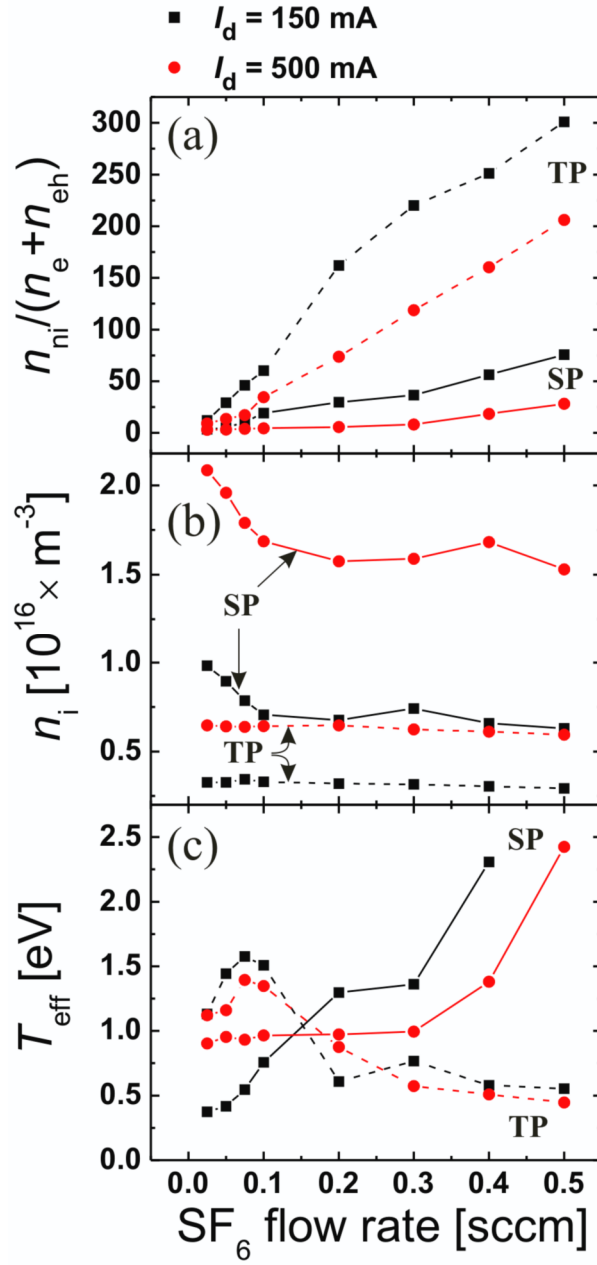 I_d = 150 mA
I_d = 500 mA
(a)
300
250
200
150
100
50
0
TP
SP
n_ni/(n_e+n_eh)
(b)
2.0
1.5
1.0
0.5
SP
TP
n_i [10^16 × m^-3]
(c)
2.5
2.0
1.5
1.0
0.5
0.0
SP
TP
T_eff [eV]
0.0 0.1 0.2 0.3 0.4 0.5
SF_6 flow rate [sccm]